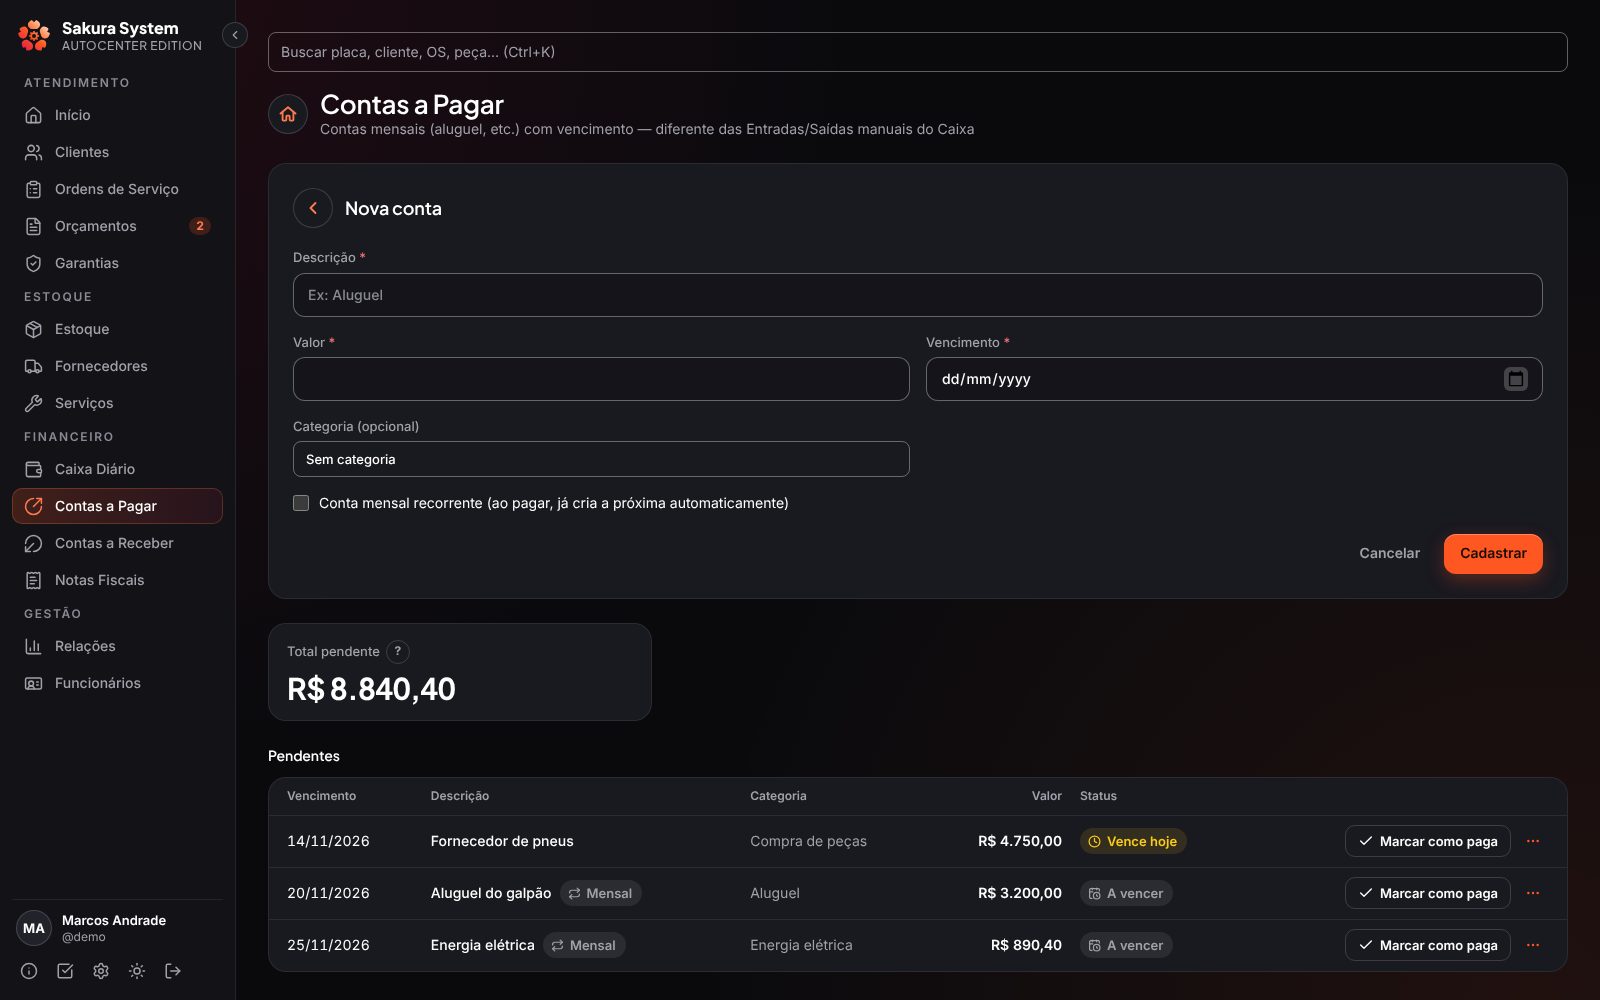 Sakura System
AUTOCENTER EDITION
ATENDIMENTO
Início
Clientes
Ordens de Serviço
Orçamentos 2
Garantias
ESTOQUE
Estoque
Fornecedores
Serviços
FINANCEIRO
Caixa Diário
Contas a Pagar
Contas a Receber
Notas Fiscais
GESTÃO
Relações
Funcionários
MA
Marcos Andrade
@demo
Buscar placa, cliente, OS, peça... (Ctrl+K)
Contas a Pagar
Contas mensais (aluguel, etc.) com vencimento — diferente das Entradas/Saídas manuais do Caixa
Nova conta
Descrição *
Ex: Aluguel
Valor * Vencimento *
dd/mm/yyyy
Categoria (opcional)
Sem categoria
Conta mensal recorrente (ao pagar, já cria a próxima automaticamente)
Cancelar Cadastrar
Total pendente ?
R$ 8.840,40
Pendentes
Vencimento Descrição Categoria Valor Status
14/11/2026 Fornecedor de pneus Compra de peças R$ 4.750,00 Vence hoje Marcar como paga ...
20/11/2026 Aluguel do galpão Mensal Aluguel R$ 3.200,00 A vencer Marcar como paga ...
25/11/2026 Energia elétrica Mensal Energia elétrica R$ 890,40 A vencer Marcar como paga ...